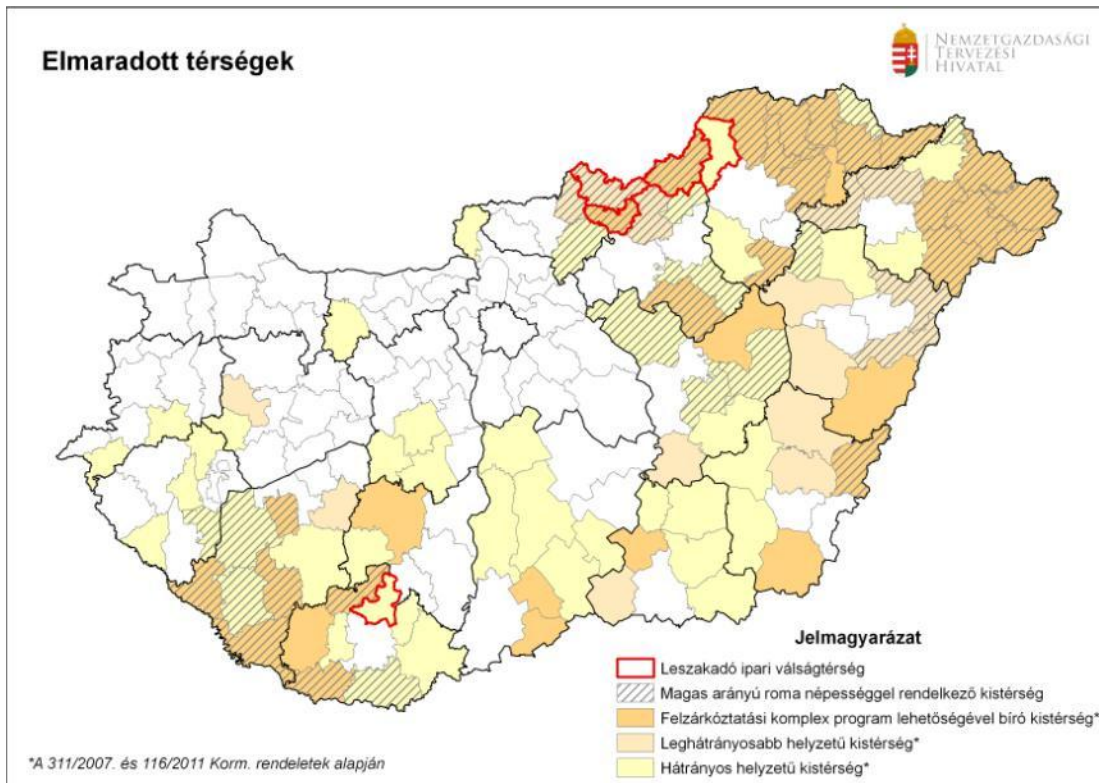 Elmaradott térségek
NEMZETGAZDASÁGI
TERVEZÉSI
HIVATAL
Jelmagyarázat
Leszakadó ipari válságtérség
Magas arányú roma népességgel rendelkező kistérség
Felzárkóztatási komplex program lehetőségével bíró kistérség*
Leghátrányosabb helyzetű kistérség*
Hátrányos helyzetű kistérség*
*A 311/2007. és 116/2011 Korm. rendeletek alapján